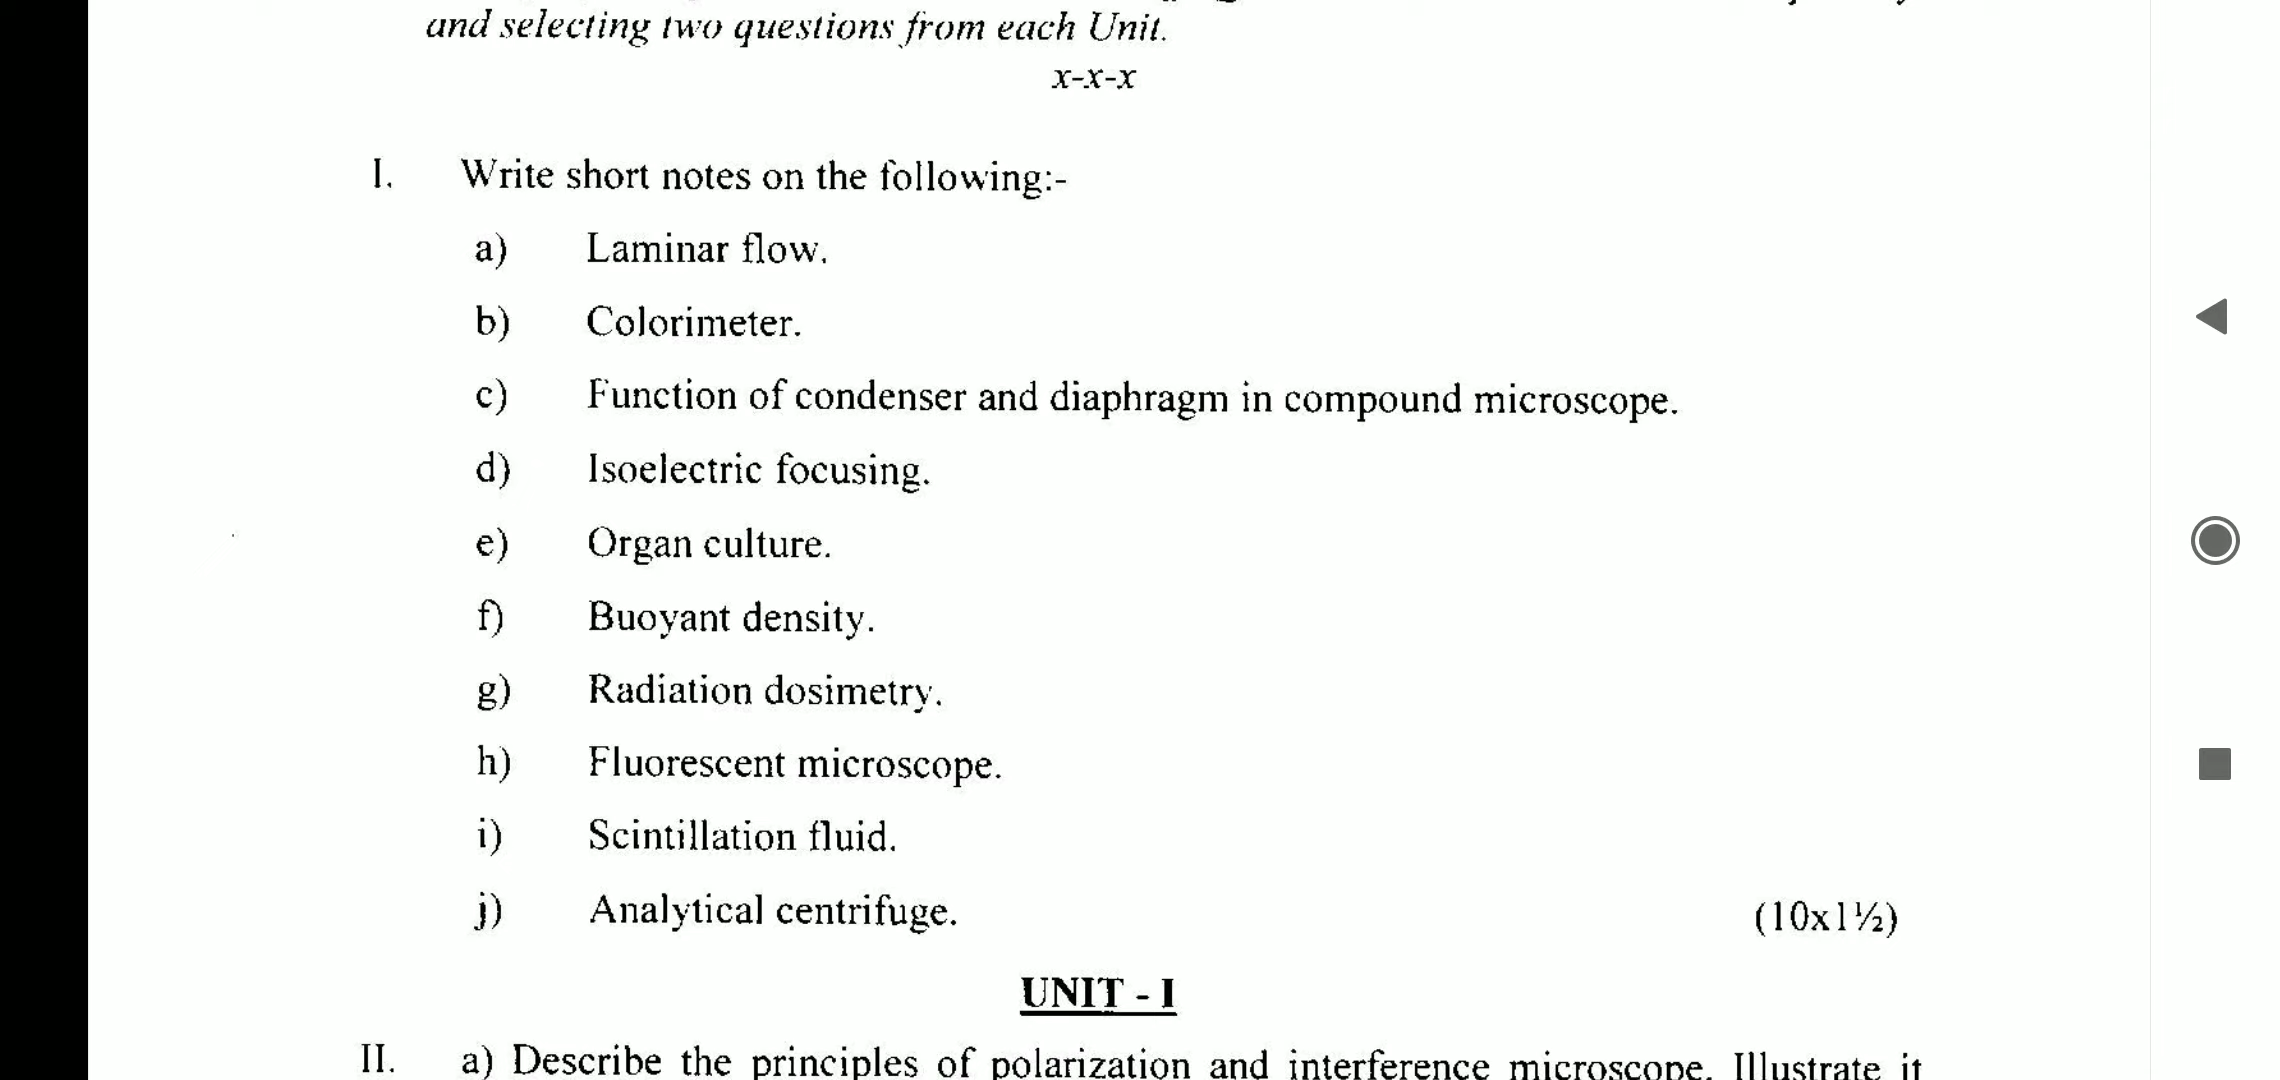 and selecting two questions from each Unit.
x-x-x
I. Write short notes on the following:-
a) Laminar flow.
b) Colorimeter.
c) Function of condenser and diaphragm in compound microscope.
d) Isoelectric focusing.
e) Organ culture.
f) Buoyant density.
g) Radiation dosimetry.
h) Fluorescent microscope.
i) Scintillation fluid.
j) Analytical centrifuge. (10x1½)
UNIT - I
II. a) Describe the principles of polarization and interference microscope. Illustrate it